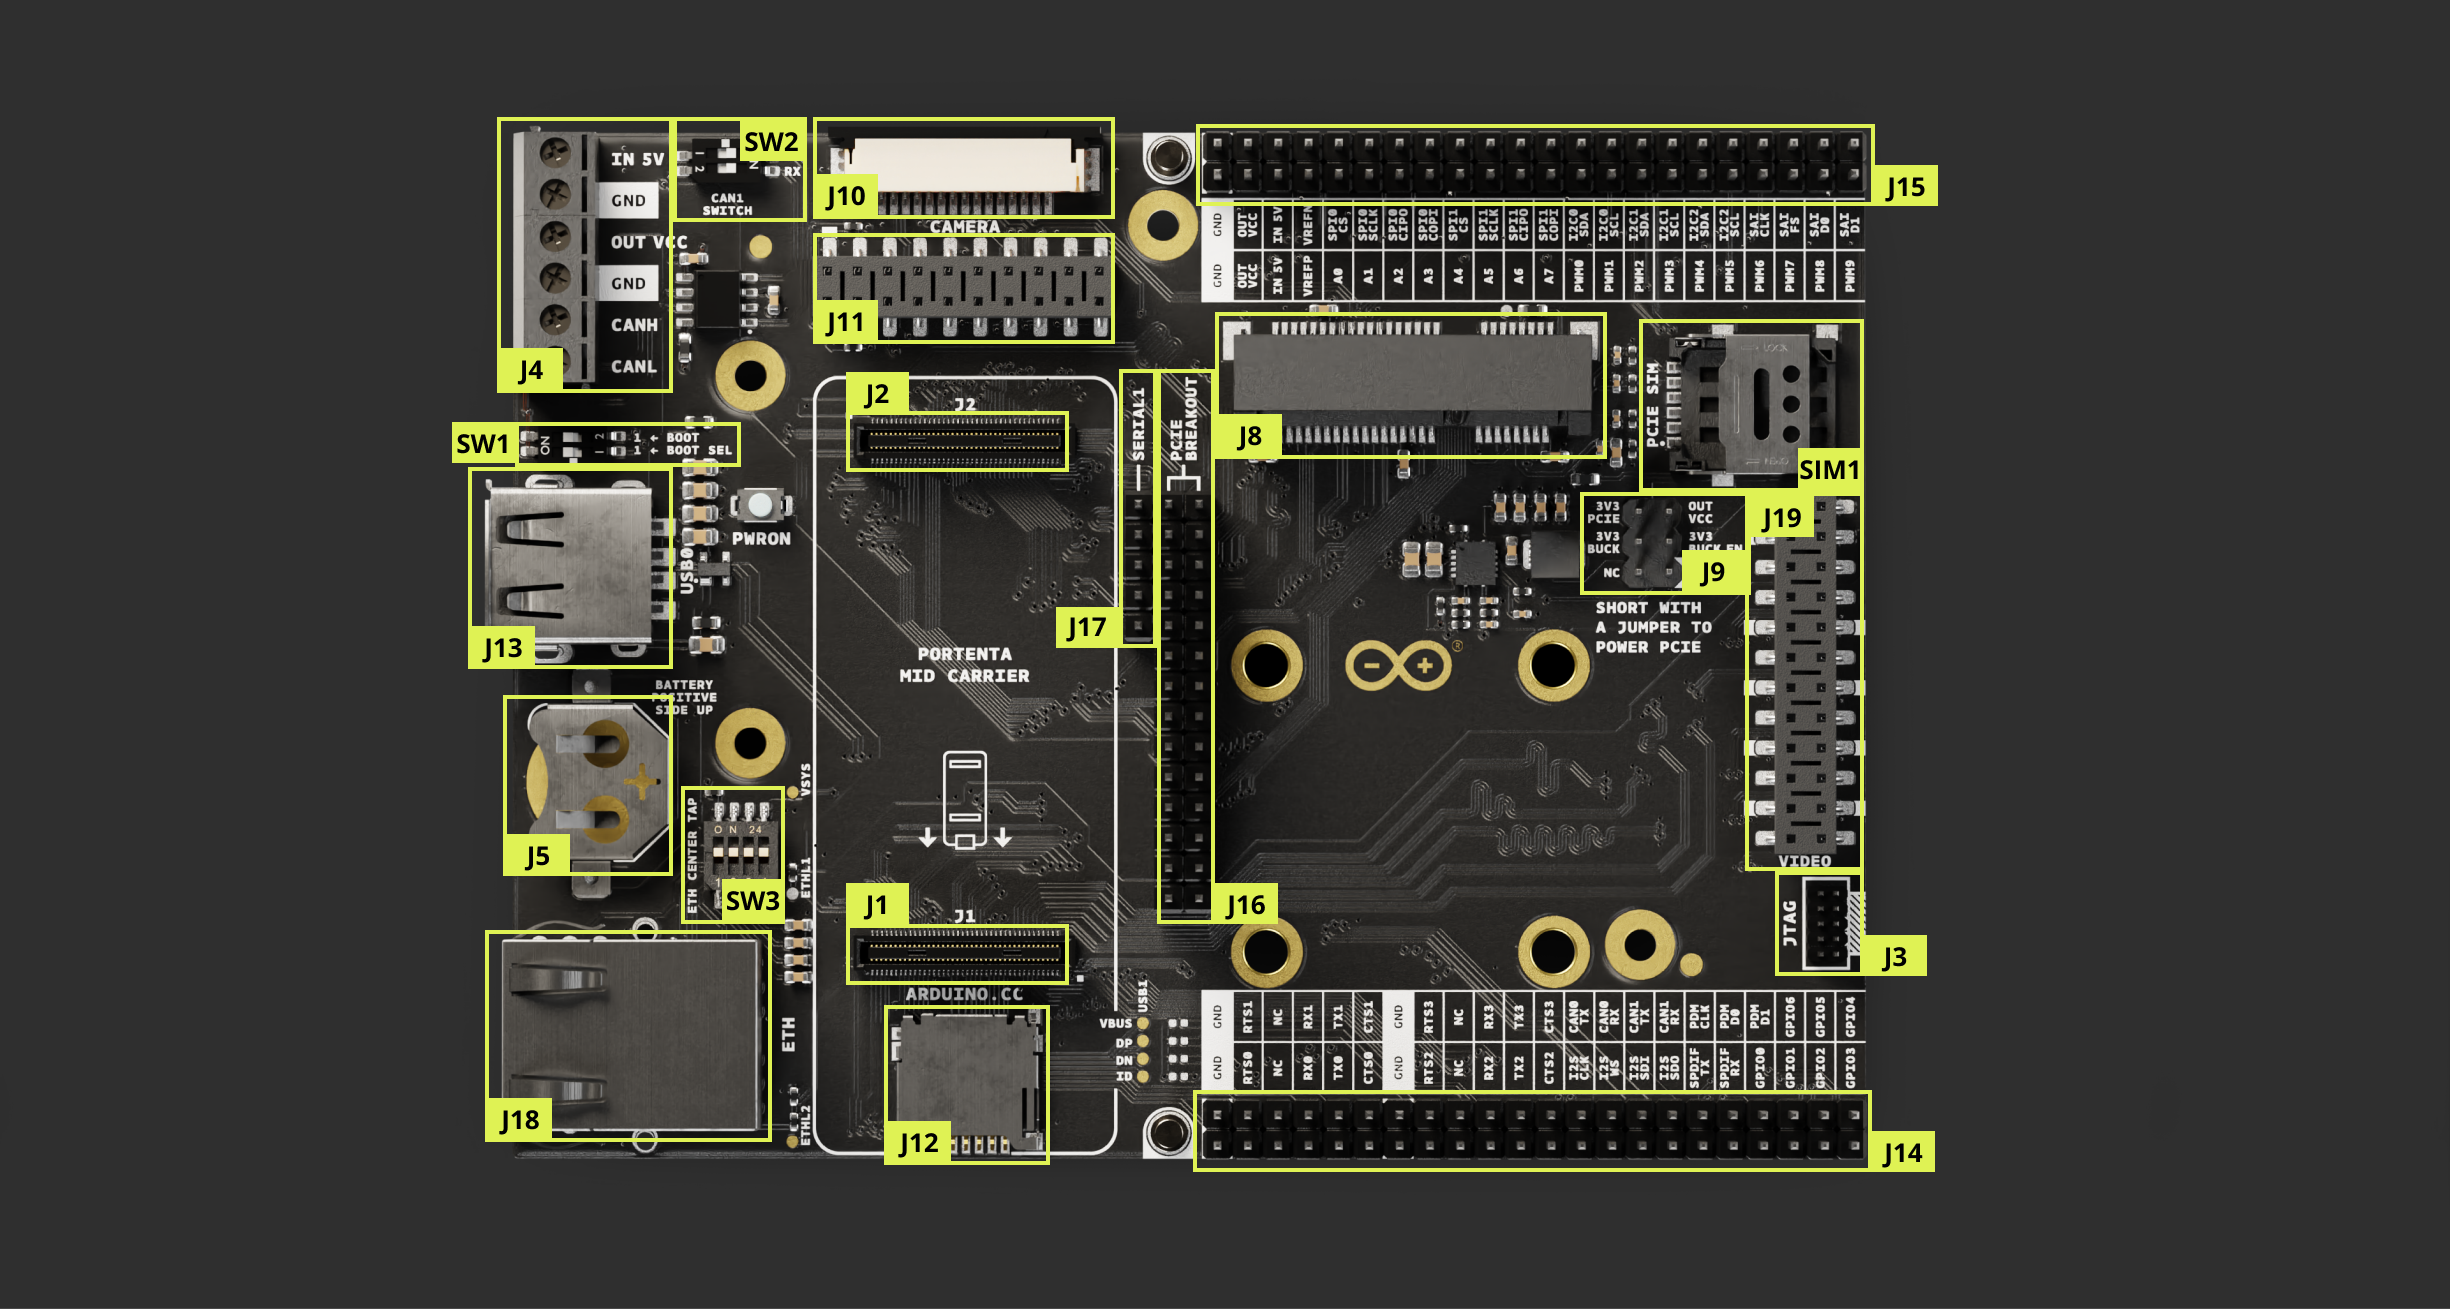 IN 5V
GND
OUT VCC
GND
CANH
CANL
J4
SW2
RX
CAN1
SWITCH
J10
CAMERA
J11
J15
GND
OUT VCC
IN 5V
VREFN
SPI0 CS
SPI0 SCLK
SPI0 CIPO
SPI0 COPI
SPI1 CS
SPI1 SCLK
SPI1 CIPO
SPI1 COPI
I2C0 SDA
I2C0 SCL
I2C1 SDA
I2C1 SCL
I2C2 SDA
I2C2 SCL
SAI CLK
SAI FS
SAI D0
SAI D1
GND
OUT VCC
IN 5V
VREFP
A0
A1
A2
A3
A4
A5
A6
A7
PWM0
PWM1
PWM2
PWM3
PWM4
PWM5
PWM6
PWM7
PWM8
PWM9
SW1
ON
1 ← BOOT
1 ← BOOT SEL
J2
J2
SERIAL1
PCIE
BREAKOUT
J8
PCIE SIM
LOCK
SIM1
J13
USB0
PWRON
J17
3V3
PCIE
OUT
VCC
3V3
BUCK
3V3
NC
J9
J19
SHORT WITH
A JUMPER TO
POWER PCIE
PORTENTA
MID CARRIER
BATTERY
POSITIVE
SIDE UP
J5
VSYS
ETH CENTER TAP
ON
24
SW3
ETHL1
J1
J1
ARDUINO.CC
J16
VIDEO
JTAG
J3
ETH
J18
ETHL2
J12
USB1
VBUS
DP
DN
ID
GND
RTS1
NC
RX1
TX1
CTS1
GND
RTS3
NC
RX3
TX3
CTS3
CAN0 TX
CAN0 RX
CAN1 TX
CAN1 RX
PDM CLK
PDM D0
PDM D1
GPIO6
GPIO5
GPIO4
GND
RTS0
NC
RX0
TX0
CTS0
GND
RTS2
NC
RX2
TX2
CTS2
I2S CLK
I2S WS
I2S SDI
I2S SDO
SPDIF TX
SPDIF RX
GPIO0
GPIO1
GPIO2
GPIO3
J14